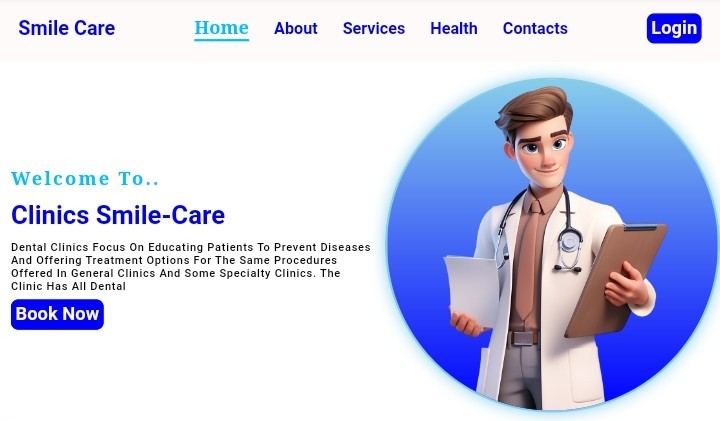 Smile Care
Home
About
Services
Health
Contacts
Login
Welcome To..
Clinics Smile-Care
Dental Clinics Focus On Educating Patients To Prevent Diseases
And Offering Treatment Options For The Same Procedures
Offered In General Clinics And Some Specialty Clinics. The
Clinic Has All Dental
Book Now